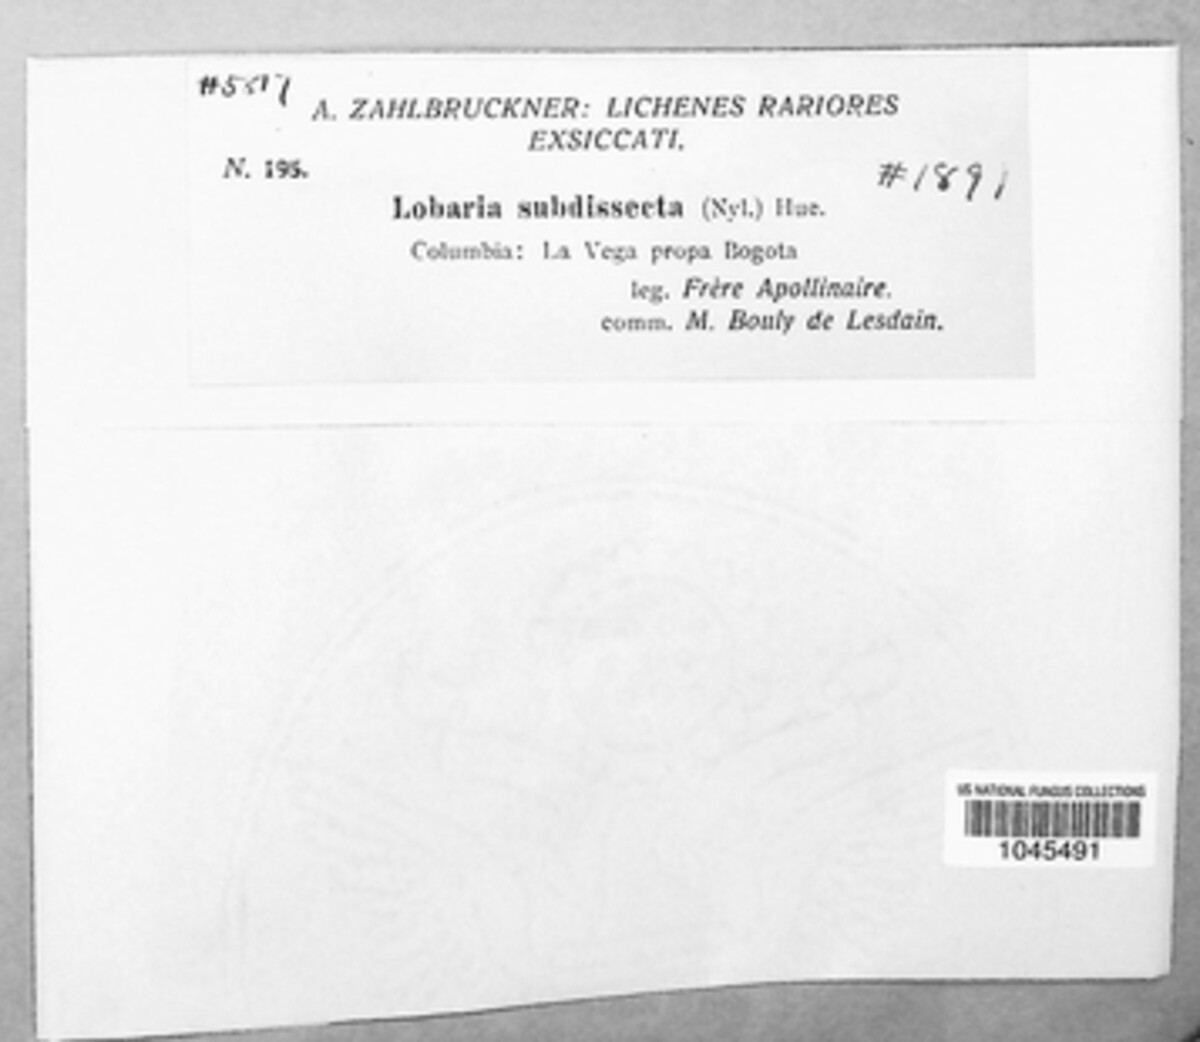 A. ZAHLBRUCKNER: LICHENES RARIORES
EXSICCATI.
N. 195.
#1891
Lobaria subdissecta (Nyl.) Hue.
Columbia: La Vega propa Bogota
leg. Frère Apollinaire.
comm. M. Bouly de Lesdain.
US NATIONAL FUNGUS COLLECTIONS
1045491